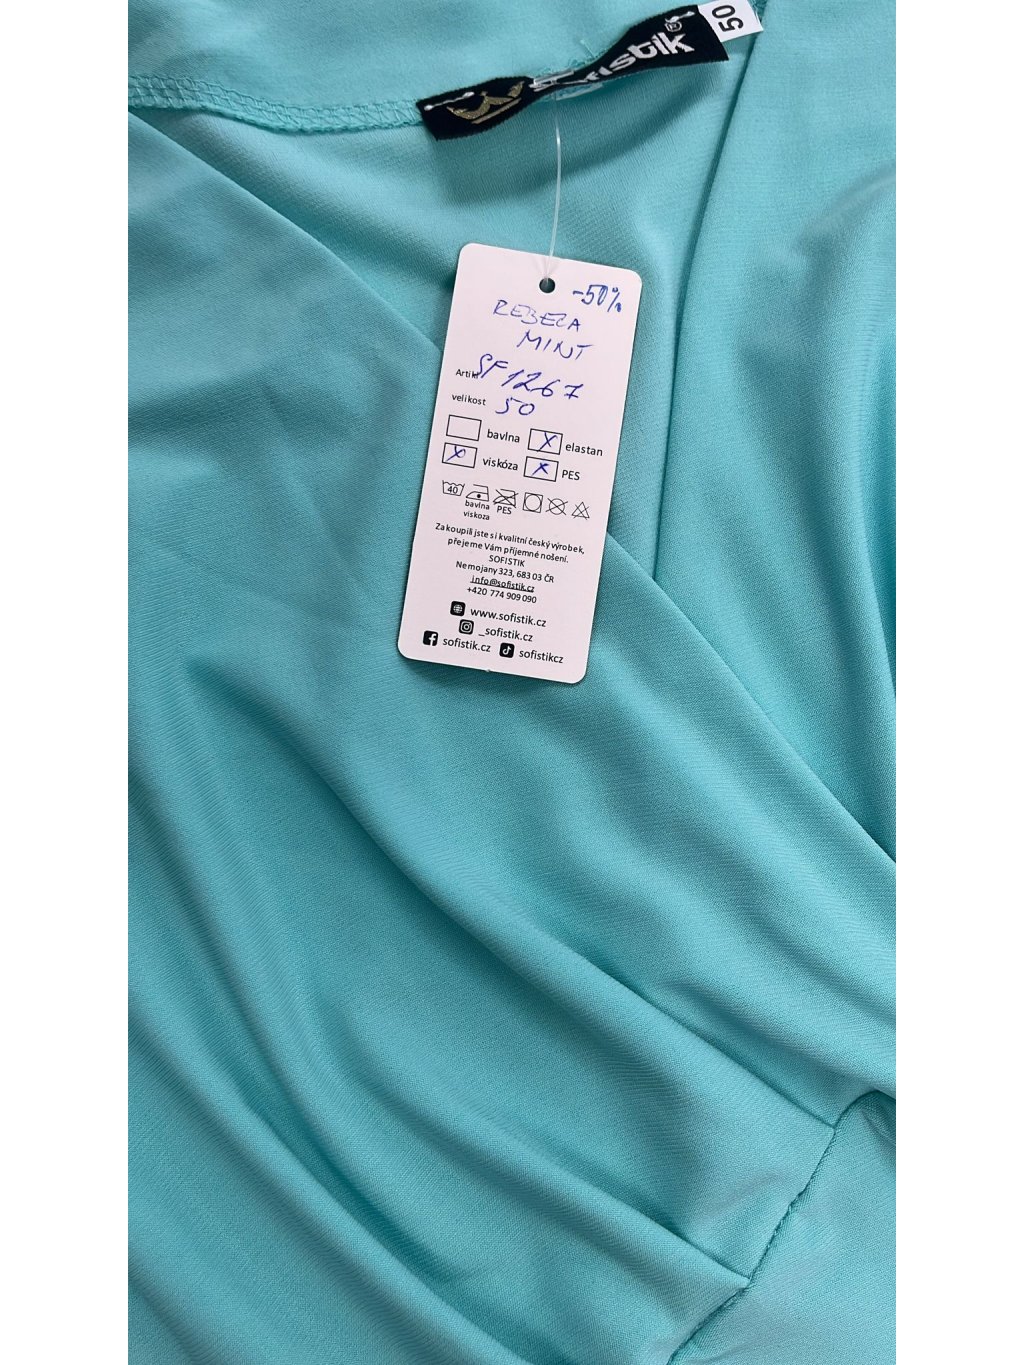 50
sofistik®
-50%
REBECA
MINT
Artikl SF1267
velikost 50
bavlna X elastan
X viskóza X PES
40
bavlna
viskoza PES
Zakoupili jste si kvalitní český výrobek,
přejeme Vám příjemné nošení.
SOFISTIK
Nemojany 323, 683 03 ČR
info@sofistik.cz
+420 774 909 090
www.sofistik.cz
_sofistik.cz
sofistik.cz sofistikcz